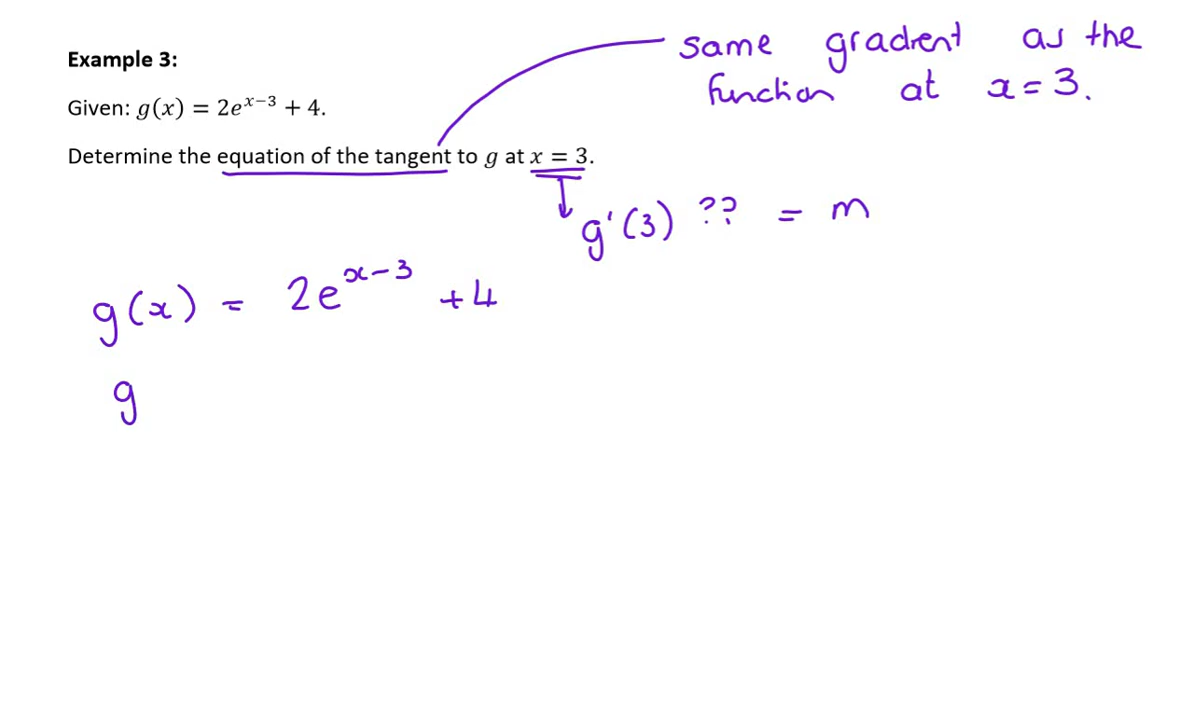 Example 3:
same gradient as the
function at x = 3.
Given: g(x) = 2e^{x−3} + 4.
Determine the equation of the tangent to g at x = 3.
g'(3) ?? = m
g(x) = 2e^{x−3} + 4
g